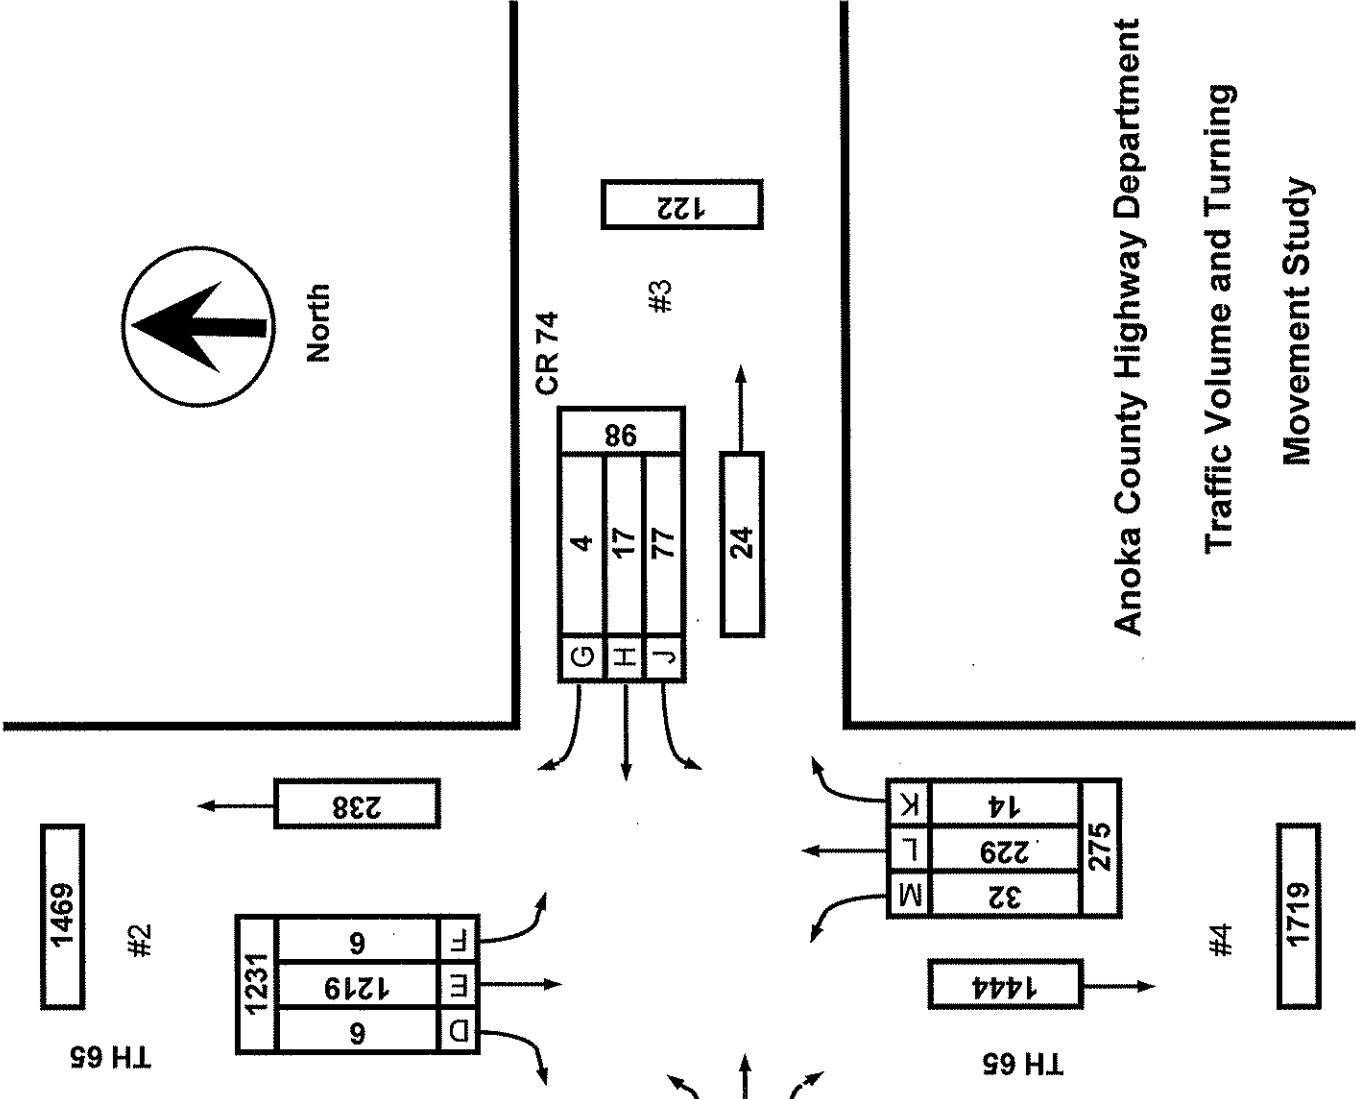 North
1469
#2
TH 65
1231
6
1219
6
D
E
F
238
CR 74
98
G 4
H 17
J 77
24
#3
122
K 14
L 229
M 32
275
1444
#4
1719
TH 65
Anoka County Highway Department
Traffic Volume and Turning
Movement Study